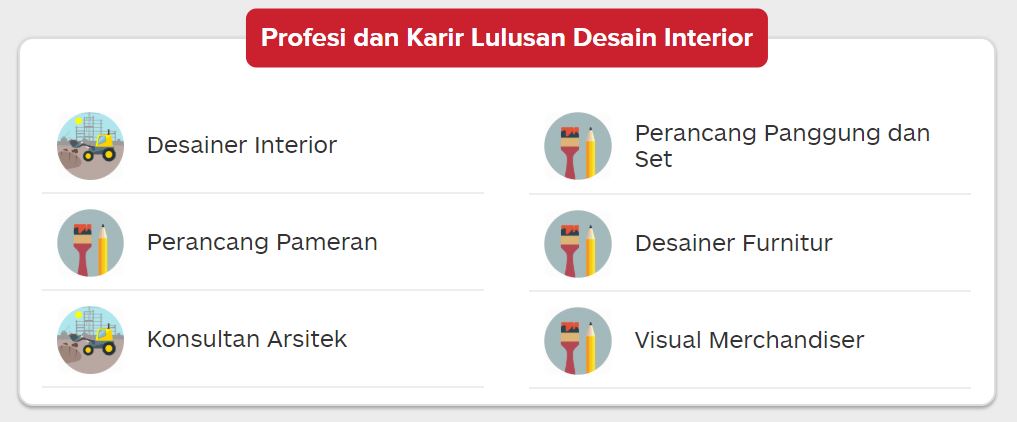 Profesi dan Karir Lulusan Desain Interior
Desainer Interior
Perancang Panggung dan
Set
Perancang Pameran
Desainer Furnitur
Konsultan Arsitek
Visual Merchandiser